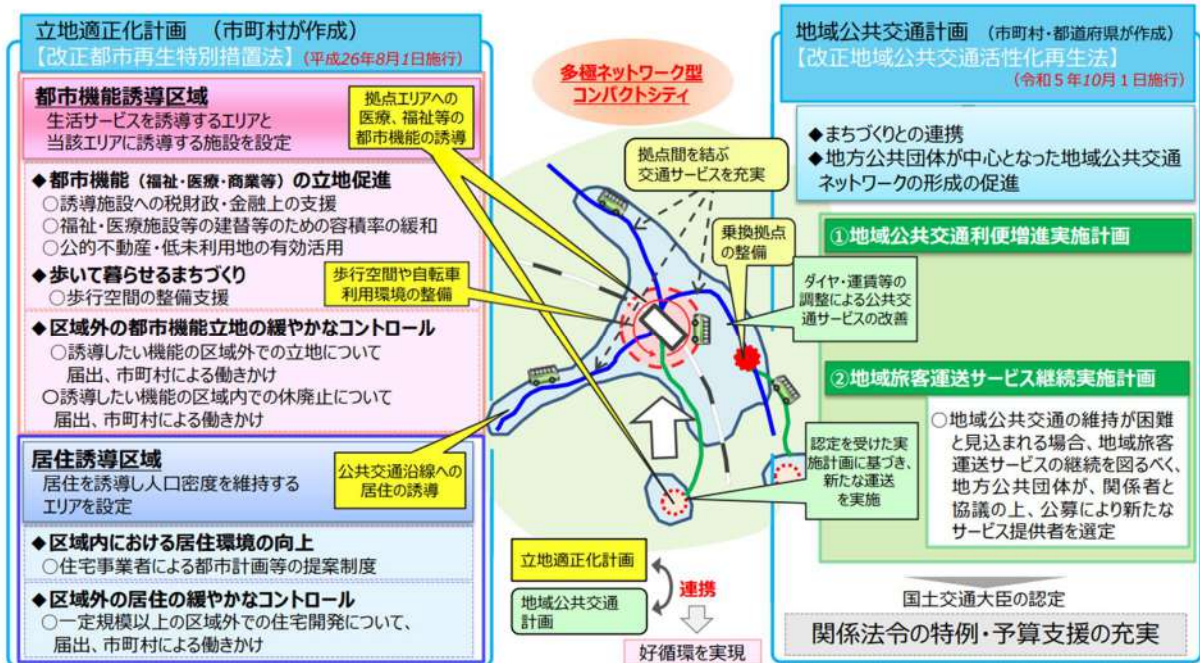 立地適正化計画 (市町村が作成)
【改正都市再生特別措置法】(平成26年8月1日施行)
都市機能誘導区域
生活サービスを誘導するエリアと
当該エリアに誘導する施設を設定
◆都市機能(福祉・医療・商業等)の立地促進
○誘導施設への税財政・金融上の支援
○福祉・医療施設等の建替等のための容積率の緩和
○公的不動産・低未利用地の有効活用
◆歩いて暮らせるまちづくり
○歩行空間の整備支援
◆区域外の都市機能立地の緩やかなコントロール
○誘導したい機能の区域外での立地について
届出、市町村による働きかけ
○誘導したい機能の区域内での休廃止について
届出、市町村による働きかけ
居住誘導区域
居住を誘導し人口密度を維持する
エリアを設定
◆区域内における居住環境の向上
○住宅事業者による都市計画等の提案制度
◆区域外の居住の緩やかなコントロール
○一定規模以上の区域外での住宅開発について、
届出、市町村による働きかけ
多極ネットワーク型
コンパクトシティ
拠点エリアへの
医療、福祉等の
都市機能の誘導
拠点間を結ぶ
交通サービスを充実
乗換拠点
の整備
歩行空間や自転車
利用環境の整備
ダイヤ・運賃等の
調整による公共交
通サービスの改善
公共交通沿線への
居住の誘導
認定を受けた実
施計画に基づき、
新たな運送
を実施
立地適正化計画
連携
地域公共交通
計画
好循環を実現
地域公共交通計画 (市町村・都道府県が作成)
【改正地域公共交通活性化再生法】
(令和5年10月1日施行)
◆まちづくりとの連携
◆地方公共団体が中心となった地域公共交通
ネットワークの形成の促進
①地域公共交通利便増進実施計画
②地域旅客運送サービス継続実施計画
○地域公共交通の維持が困難
と見込まれる場合、地域旅客
運送サービスの継続を図るべく、
地方公共団体が、関係者と
協議の上、公募により新たな
サービス提供者を選定
国土交通大臣の認定
関係法令の特例・予算支援の充実